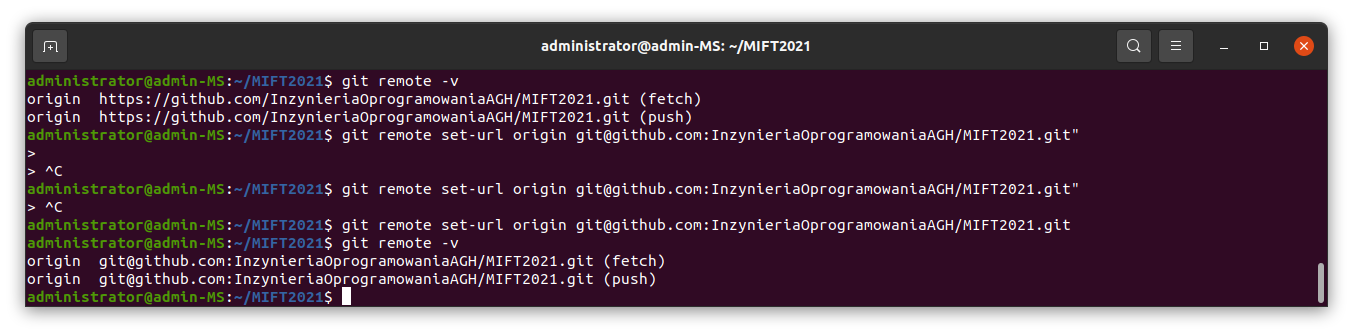 administrator@admin-MS: ~/MIFT2021
administrator@admin-MS:~/MIFT2021$ git remote -v
origin  https://github.com/InzynieriaOprogramowaniaAGH/MIFT2021.git (fetch)
origin  https://github.com/InzynieriaOprogramowaniaAGH/MIFT2021.git (push)
administrator@admin-MS:~/MIFT2021$ git remote set-url origin git@github.com:InzynieriaOprogramowaniaAGH/MIFT2021.git"
>
> ^C
administrator@admin-MS:~/MIFT2021$ git remote set-url origin git@github.com:InzynieriaOprogramowaniaAGH/MIFT2021.git"
> ^C
administrator@admin-MS:~/MIFT2021$ git remote set-url origin git@github.com:InzynieriaOprogramowaniaAGH/MIFT2021.git
administrator@admin-MS:~/MIFT2021$ git remote -v
origin  git@github.com:InzynieriaOprogramowaniaAGH/MIFT2021.git (fetch)
origin  git@github.com:InzynieriaOprogramowaniaAGH/MIFT2021.git (push)
administrator@admin-MS:~/MIFT2021$